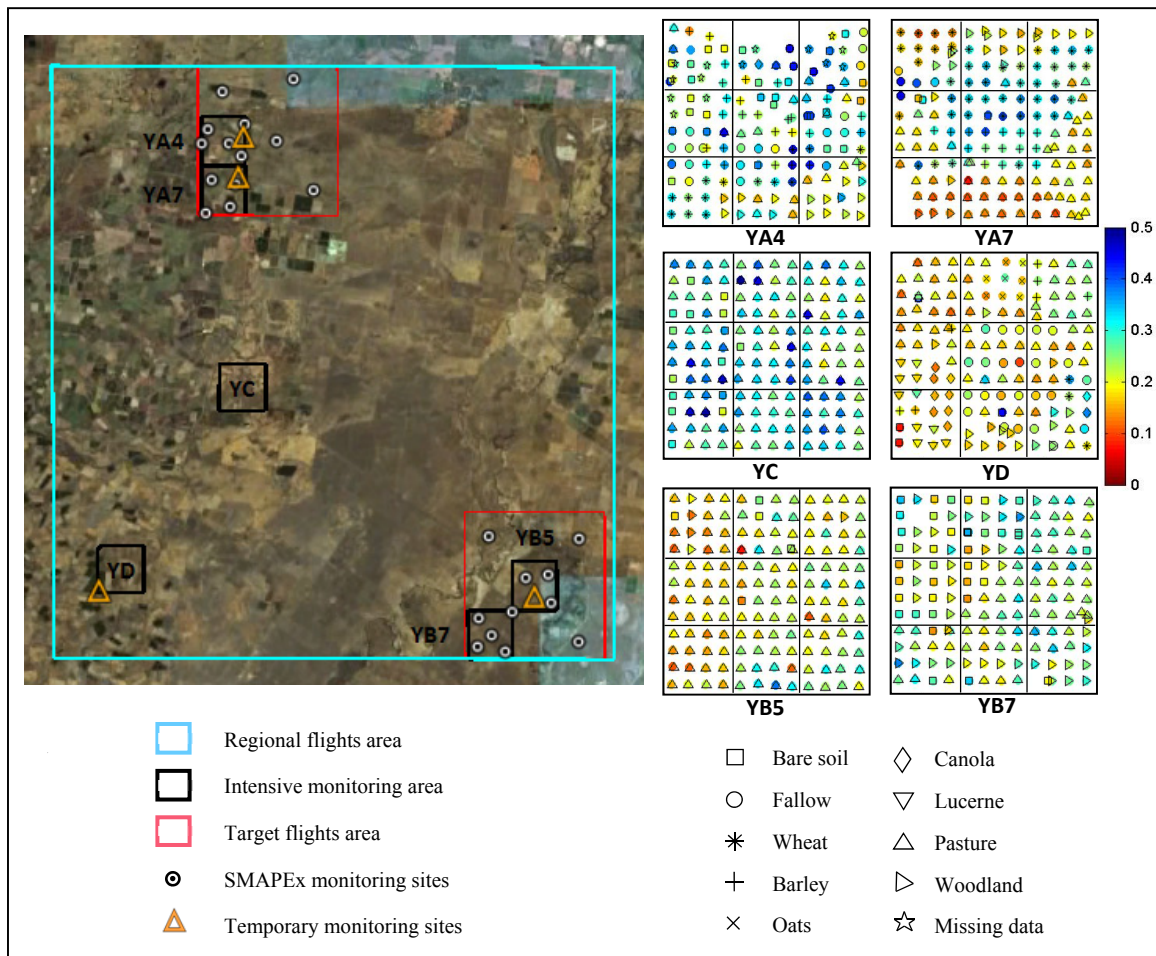 YA4
YA7
YC
YD
YB5
YB7
YA4
YA7
0.5
0.4
0.3
0.2
0.1
0
YC
YD
YB5
YB7
Regional flights area
Intensive monitoring area
Target flights area
SMAPEx monitoring sites
Temporary monitoring sites
Bare soil
Fallow
Wheat
Barley
Oats
Canola
Lucerne
Pasture
Woodland
Missing data